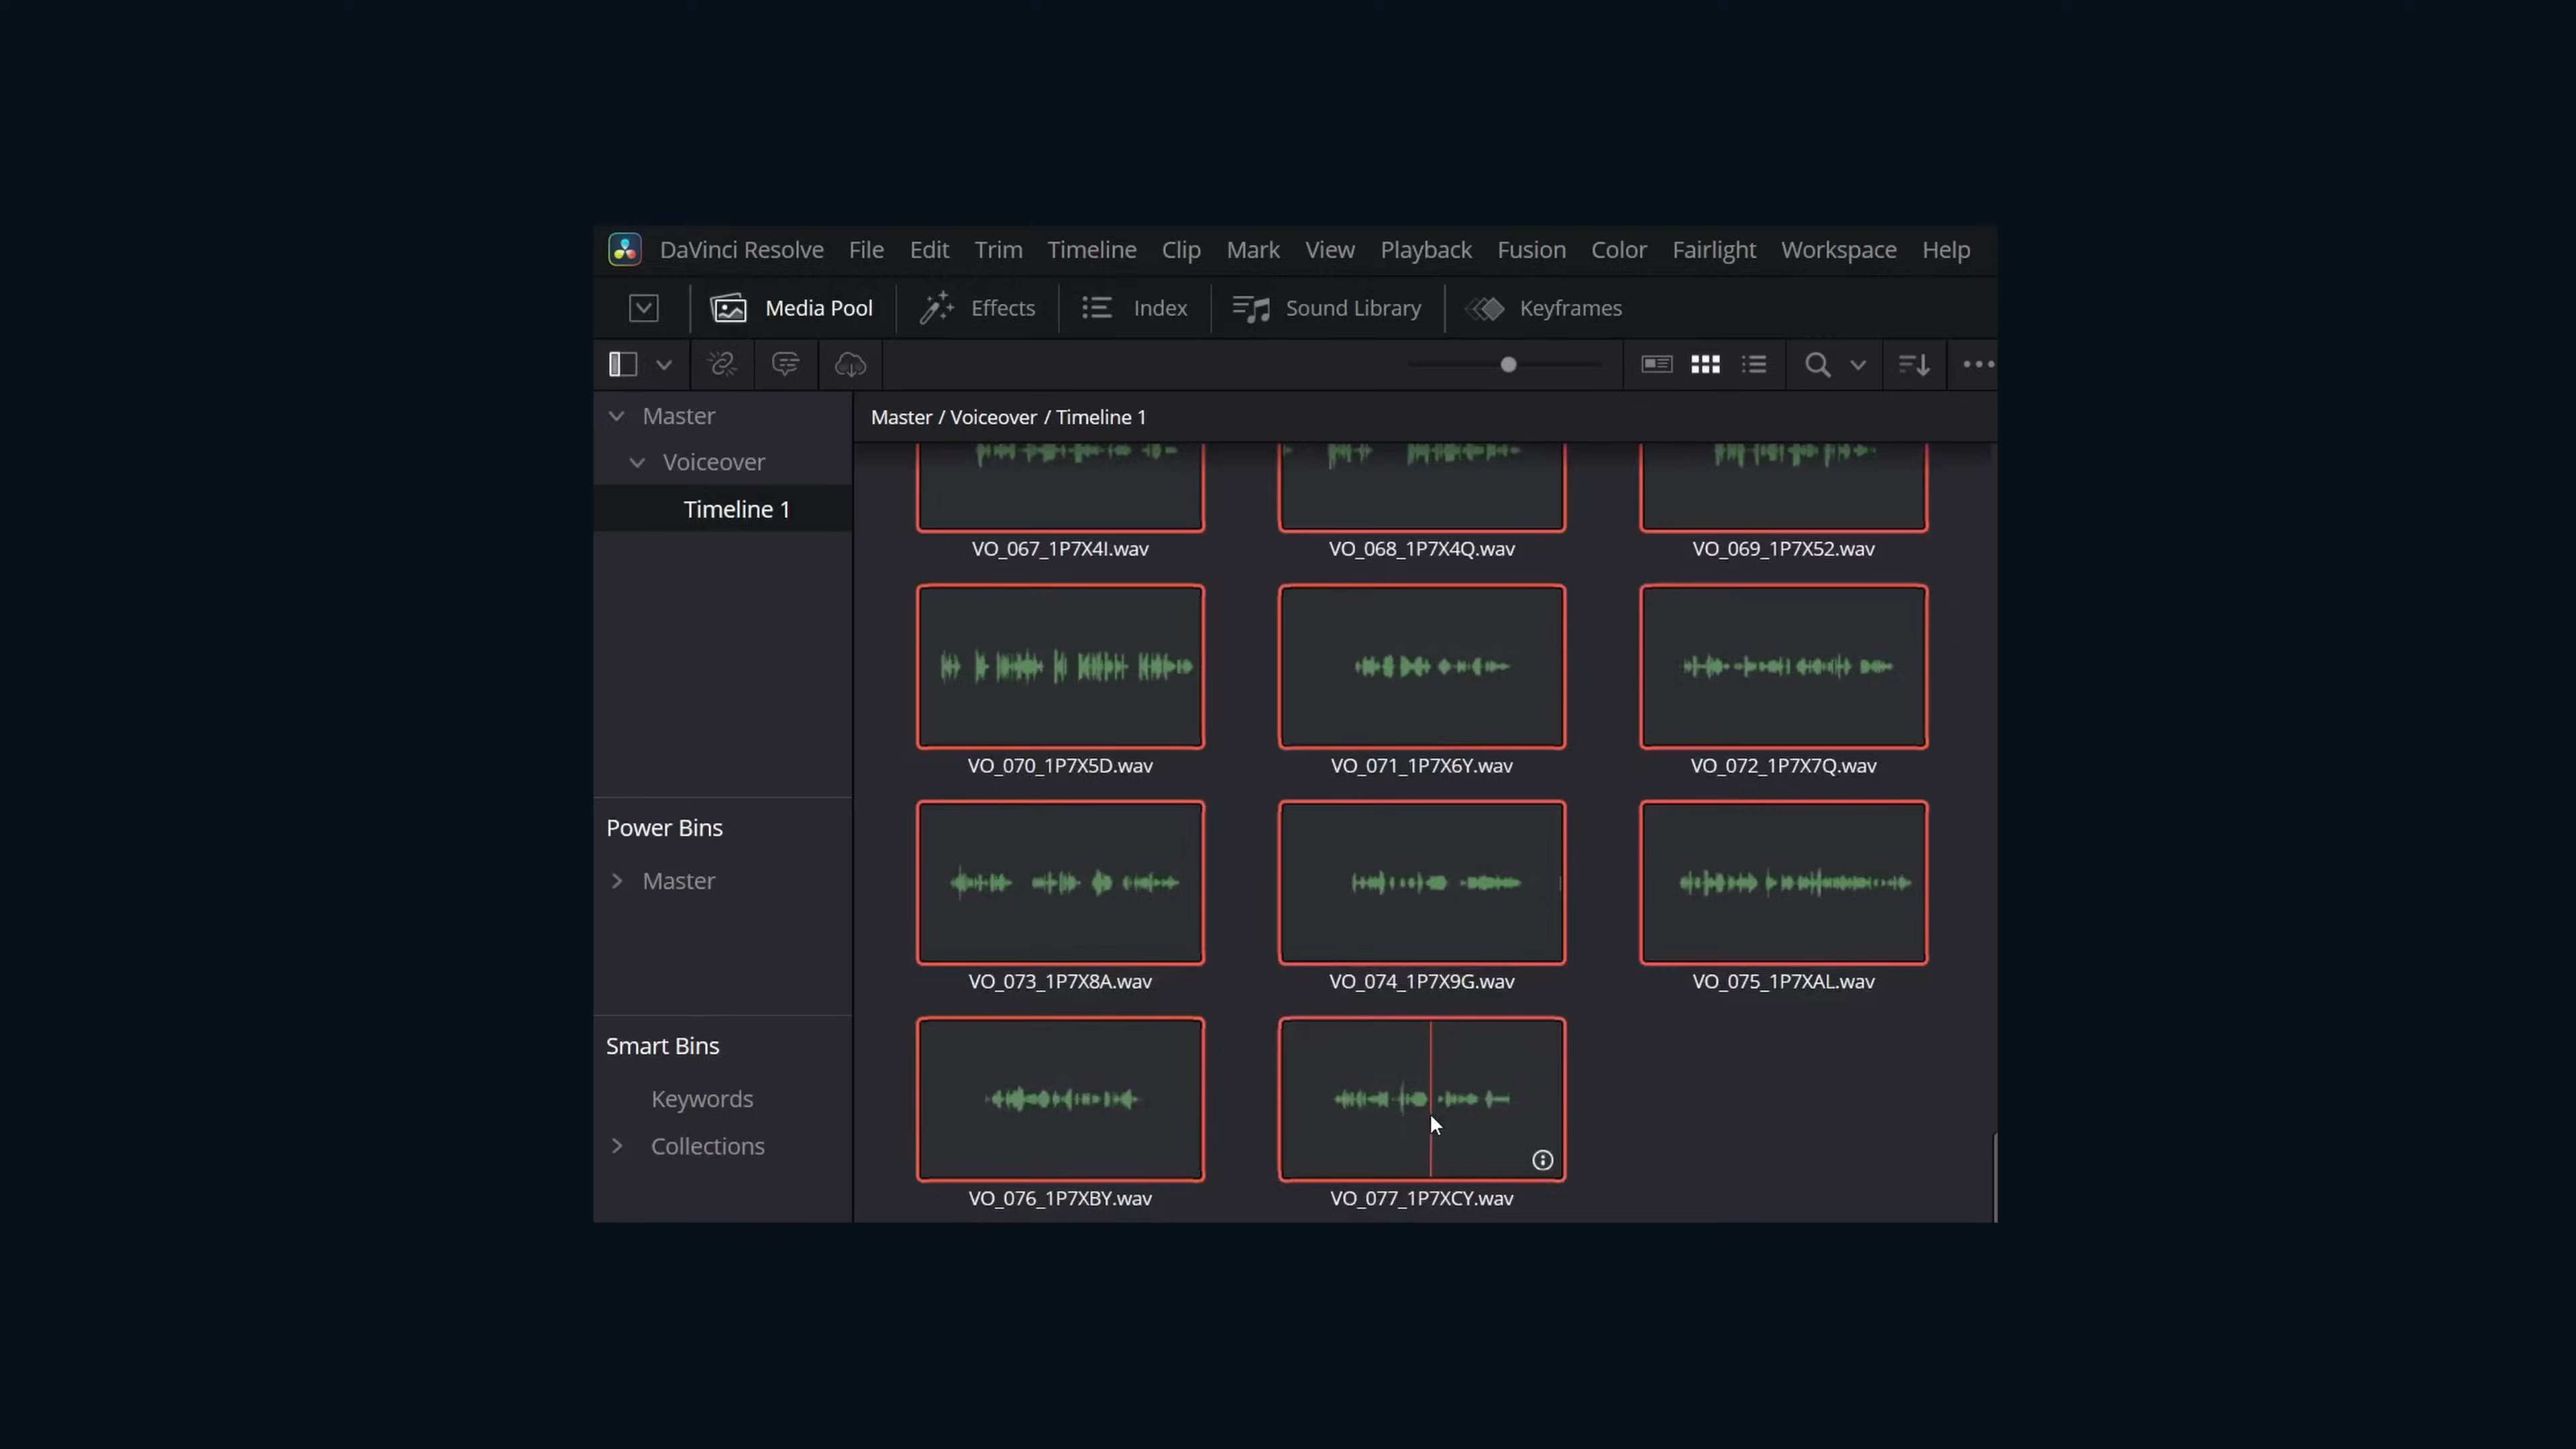 DaVinci Resolve File Edit Trim Timeline Clip Mark View Playback Fusion Color Fairlight Workspace Help
Media Pool Effects Index Sound Library Keyframes
Master
Voiceover
Timeline 1
Power Bins
Master
Smart Bins
Keywords
Collections
Master / Voiceover / Timeline 1
VO_067_1P7X4I.wav VO_068_1P7X4Q.wav VO_069_1P7X52.wav
VO_070_1P7X5D.wav VO_071_1P7X6Y.wav VO_072_1P7X7Q.wav
VO_073_1P7X8A.wav VO_074_1P7X9G.wav VO_075_1P7XAL.wav
VO_076_1P7XBY.wav VO_077_1P7XCY.wav